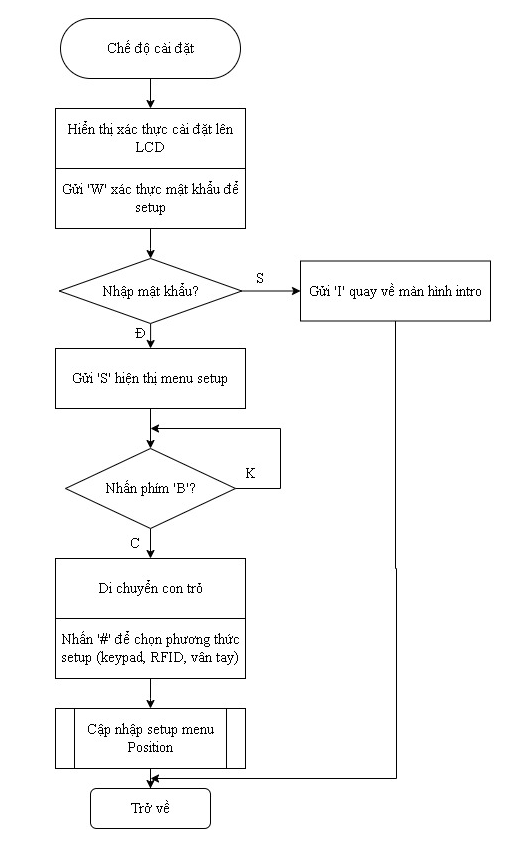 Chế độ cài đặt
Hiển thị xác thực cài đặt lên
LCD
Gửi 'W' xác thực mật khẩu để
setup
Nhập mật khẩu?
S
Gửi 'I' quay về màn hình intro
Đ
Gửi 'S' hiện thị menu setup
Nhấn phím 'B'?
K
C
Di chuyển con trỏ
Nhấn '#' để chọn phương thức
setup (keypad, RFID, vân tay)
Cập nhập setup menu
Position
Trở về